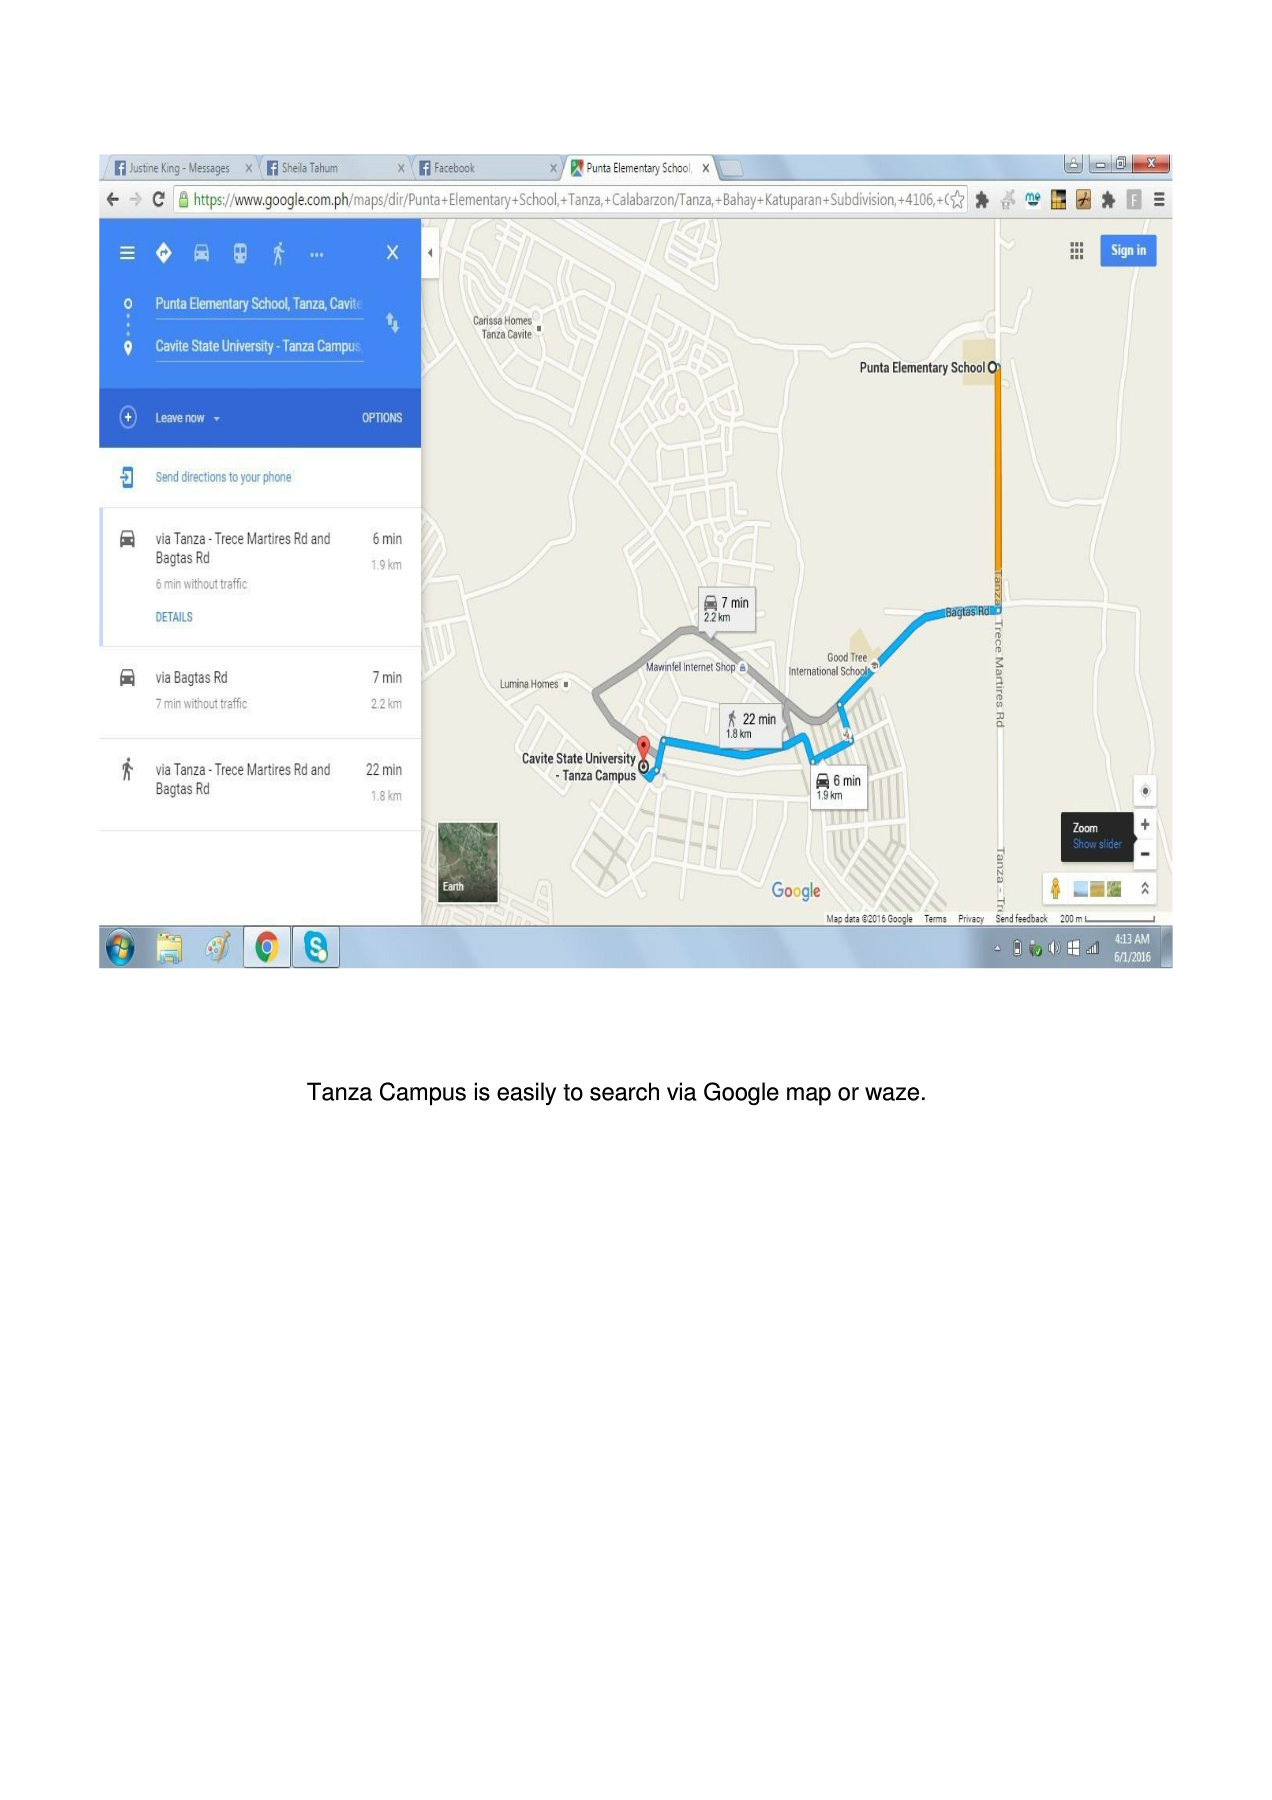 Justine King - Messages
Sheila Tahum
Facebook
Punta Elementary School,
https://www.google.com.ph/maps/dir/Punta+Elementary+School,+Tanza,+Calabarzon/Tanza,+Bahay+Katuparan+Subdivision,+4106,+C
Sign in
Punta Elementary School, Tanza, Cavite
Cavite State University - Tanza Campus,
Leave now
OPTIONS
Send directions to your phone
via Tanza - Trece Martires Rd and
Bagtas Rd
6 min
1.9 km
6 min without traffic
DETAILS
via Bagtas Rd
7 min
7 min without traffic
2.2 km
via Tanza - Trece Martires Rd and
Bagtas Rd
22 min
1.8 km
Carissa Homes
Tanza Cavite
Punta Elementary School
Tanza - Trece Martires Rd
7 min
2.2 km
Bagtas Rd
Good Tree
International School
Mawinfel Internet Shop
Lumina Homes
22 min
1.8 km
Cavite State University
- Tanza Campus
6 min
1.9 km
Zoom
Show slider
Tanza - Tre
Earth
Google
Map data ©2016 Google
Terms
Privacy
Send feedback
200 m
4:13 AM
6/1/2016
Tanza Campus is easily to search via Google map or waze.